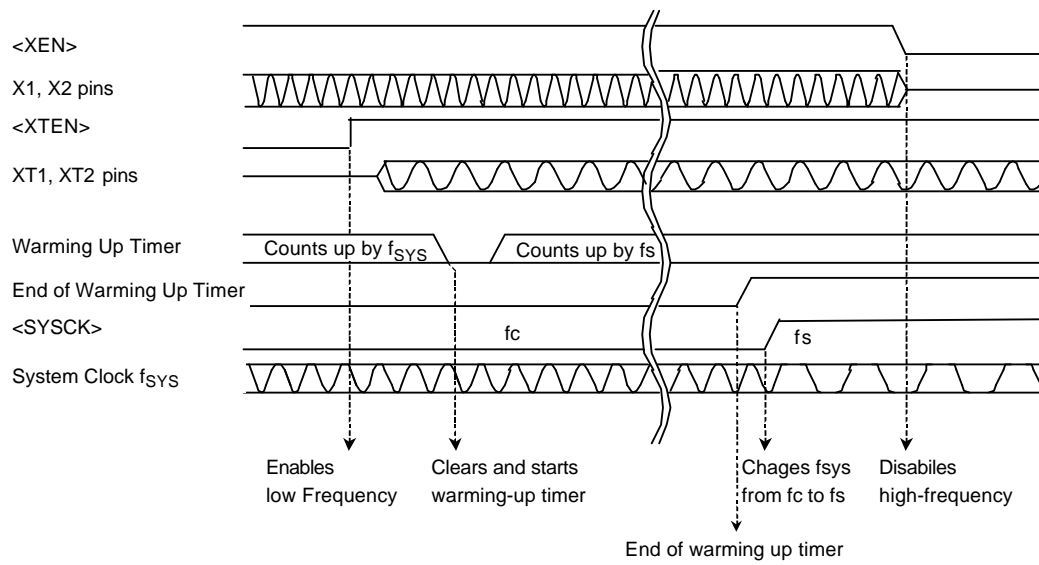 <XEN>
X1, X2 pins
<XTEN>
XT1, XT2 pins
Warming Up Timer
Counts up by fSYS
Counts up by fs
End of Warming Up Timer
<SYSCK>
fc
fs
System Clock fSYS
Enables
low Frequency
Clears and starts
warming-up timer
Chages fsys
from fc to fs
Disabiles
high-frequency
End of warming up timer